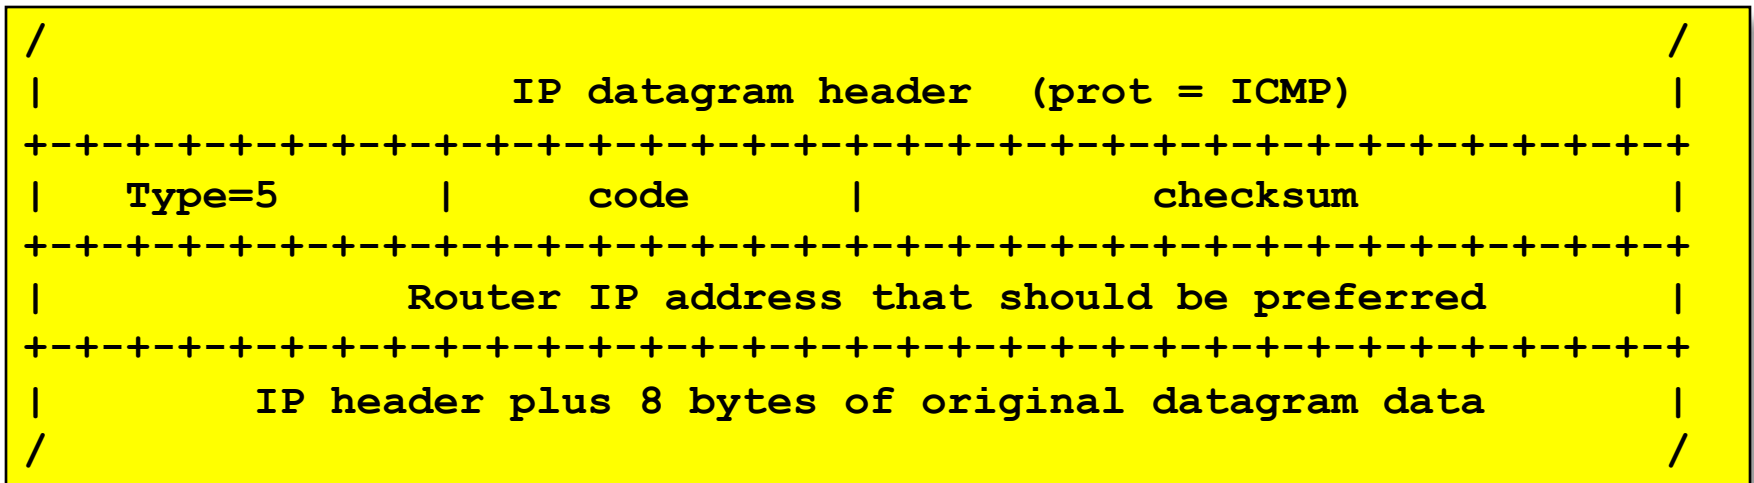 / /
| IP datagram header (prot = ICMP) |
+-+-+-+-+-+-+-+-+-+-+-+-+-+-+-+-+-+-+-+-+-+-+-+-+-+-+-+-+-+-+-+-+
| Type=5 | code | checksum |
+-+-+-+-+-+-+-+-+-+-+-+-+-+-+-+-+-+-+-+-+-+-+-+-+-+-+-+-+-+-+-+-+
| Router IP address that should be preferred |
+-+-+-+-+-+-+-+-+-+-+-+-+-+-+-+-+-+-+-+-+-+-+-+-+-+-+-+-+-+-+-+-+
| IP header plus 8 bytes of original datagram data |
/ /